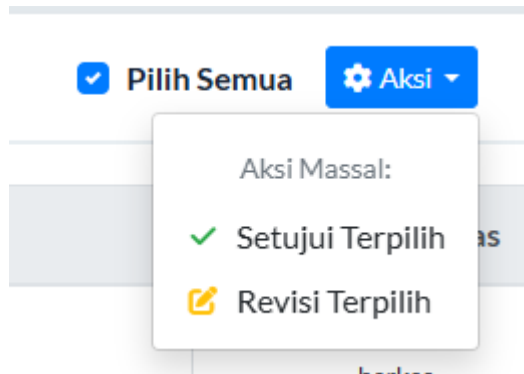 Pilih Semua Aksi
Aksi Massal:
Setujui Terpilih
Revisi Terpilih